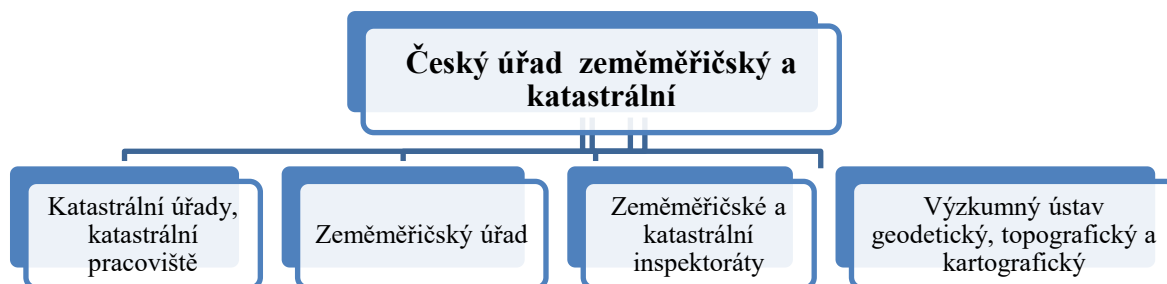 Český úřad zeměměřičský a
katastrální
Katastrální úřady,
katastrální
pracoviště
Zeměměřičský úřad
Zeměměřičské a
katastrální
inspektoráty
Výzkumný ústav
geodetický, topografický a
kartografický